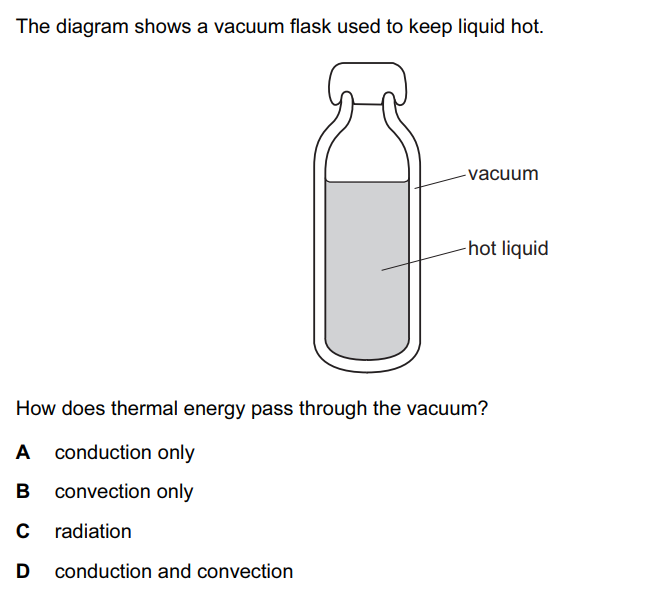 The diagram shows a vacuum flask used to keep liquid hot.
vacuum
hot liquid
How does thermal energy pass through the vacuum?
A conduction only
B convection only
C radiation
D conduction and convection